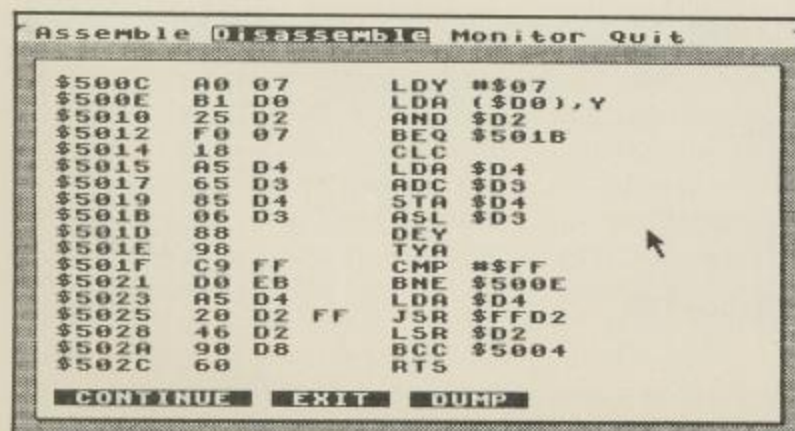 Assemble Disassemble Monitor Quit
$500C A0 07 LDY #$07
$500E B1 D0 LDA ($D0),Y
$5010 25 D2 AND $D2
$5012 F0 07 BEQ $501B
$5014 18 CLC
$5015 A5 D4 LDA $D4
$5017 65 D3 ADC $D3
$5019 85 D4 STA $D4
$501B 06 D3 ASL $D3
$501D 88 DEY
$501E 98 TYA
$501F C9 FF CMP #$FF
$5021 D0 EB BNE $500E
$5023 A5 D4 LDA $D4
$5025 20 D2 FF JSR $FFD2
$5028 46 D2 LSR $D2
$502A 90 D8 BCC $5004
$502C 60 RTS
CONTINUE EXIT DUMP